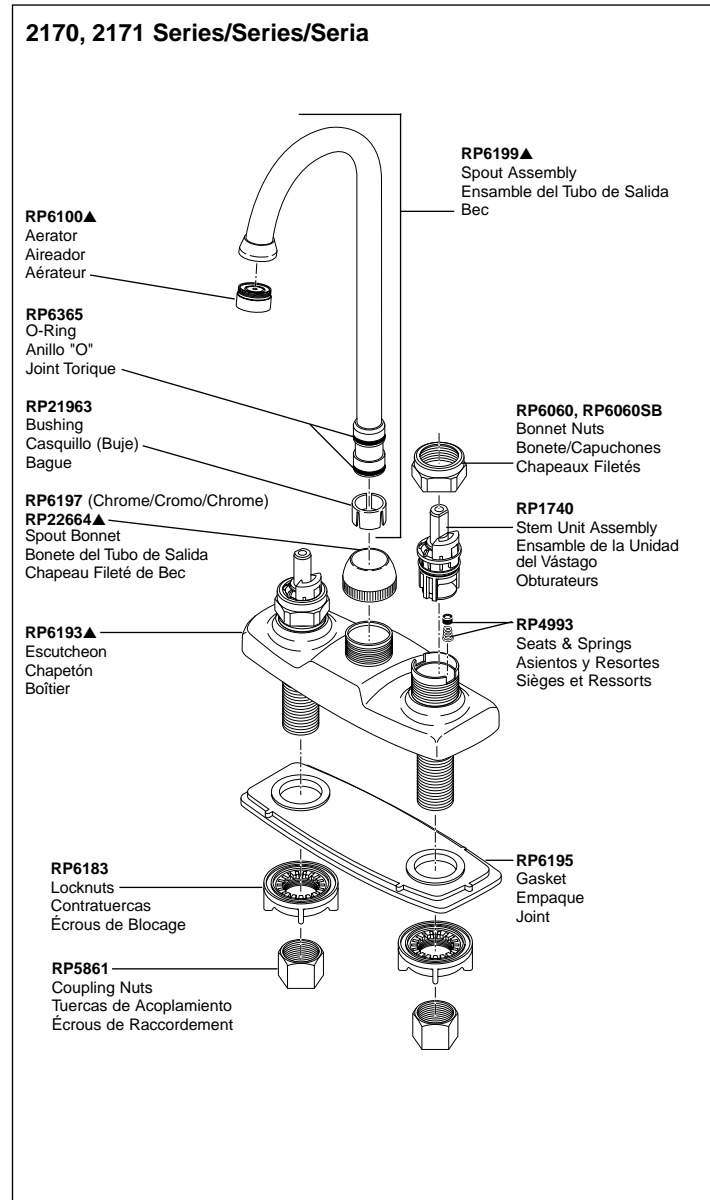 2170, 2171 Series/Series/Seria
RP6199▲
Spout Assembly
Ensamble del Tubo de Salida
Bec
RP6100▲
Aerator
Aireador
Aérateur
RP6365
O-Ring
Anillo "O"
Joint Torique
RP21963
Bushing
Casquillo (Buje)
Bague
RP6060, RP6060SB
Bonnet Nuts
Bonete/Capuchones
Chapeaux Filetés
RP6197 (Chrome/Cromo/Chrome)
RP22664▲
Spout Bonnet
Bonete del Tubo de Salida
Chapeau Fileté de Bec
RP1740
Stem Unit Assembly
Ensamble de la Unidad
del Vástago
Obturateurs
RP6193▲
Escutcheon
Chapetón
Boîtier
RP4993
Seats & Springs
Asientos y Resortes
Sièges et Ressorts
RP6183
Locknuts
Contratuercas
Écrous de Blocage
RP6195
Gasket
Empaque
Joint
RP5861
Coupling Nuts
Tuercas de Acoplamiento
Écrous de Raccordement